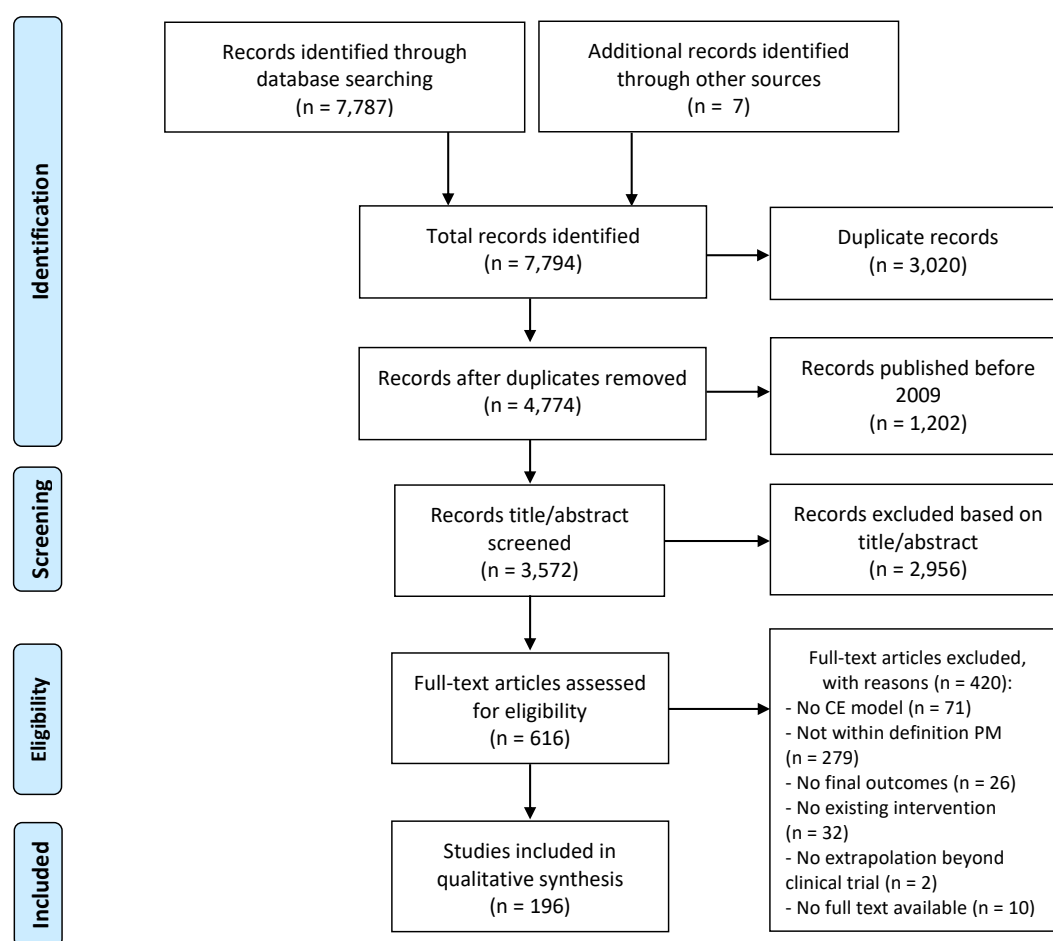 Identification
Records identified through
database searching
(n = 7,787)
Additional records identified
through other sources
(n = 7)
Total records identified
(n = 7,794)
Duplicate records
(n = 3,020)
Records after duplicates removed
(n = 4,774)
Records published before
2009
(n = 1,202)
Screening
Records title/abstract
screened
(n = 3,572)
Records excluded based on
title/abstract
(n = 2,956)
Eligibility
Full-text articles assessed
for eligibility
(n = 616)
Full-text articles excluded,
with reasons (n = 420):
- No CE model (n = 71)
- Not within definition PM
(n = 279)
- No final outcomes (n = 26)
- No existing intervention
(n = 32)
- No extrapolation beyond
clinical trial (n = 2)
- No full text available (n = 10)
Included
Studies included in
qualitative synthesis
(n = 196)